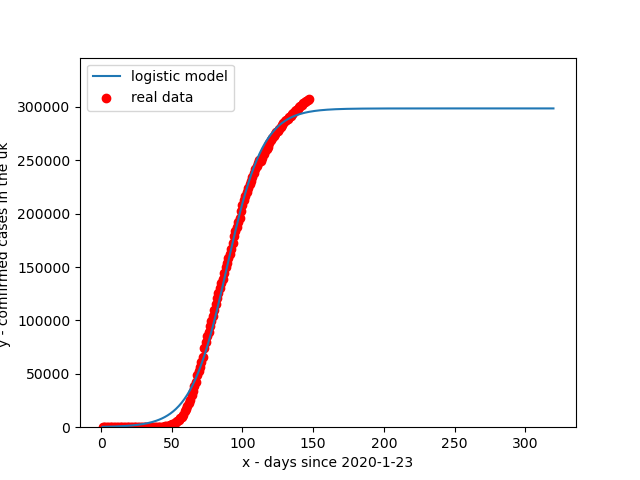 logistic model
real data
300000
250000
200000
150000
100000
50000
0
0 50 100 150 200 250 300
x - days since 2020-1-23
y - comfirmed cases in the uk